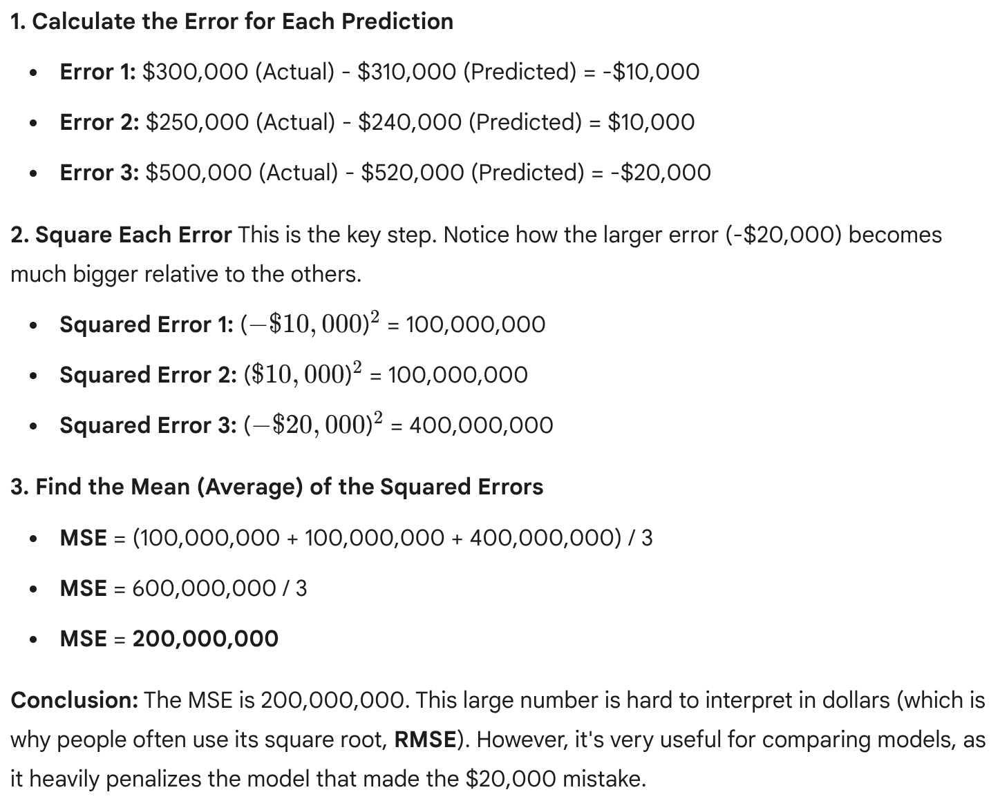 1. Calculate the Error for Each Prediction
• Error 1: $300,000 (Actual) - $310,000 (Predicted) = -$10,000
• Error 2: $250,000 (Actual) - $240,000 (Predicted) = $10,000
• Error 3: $500,000 (Actual) - $520,000 (Predicted) = -$20,000
2. Square Each Error This is the key step. Notice how the larger error (-$20,000) becomes
much bigger relative to the others.
• Squared Error 1: (−$10,000)² = 100,000,000
• Squared Error 2: ($10,000)² = 100,000,000
• Squared Error 3: (−$20,000)² = 400,000,000
3. Find the Mean (Average) of the Squared Errors
• MSE = (100,000,000 + 100,000,000 + 400,000,000) / 3
• MSE = 600,000,000 / 3
• MSE = 200,000,000
Conclusion: The MSE is 200,000,000. This large number is hard to interpret in dollars (which is
why people often use its square root, RMSE). However, it's very useful for comparing models, as
it heavily penalizes the model that made the $20,000 mistake.